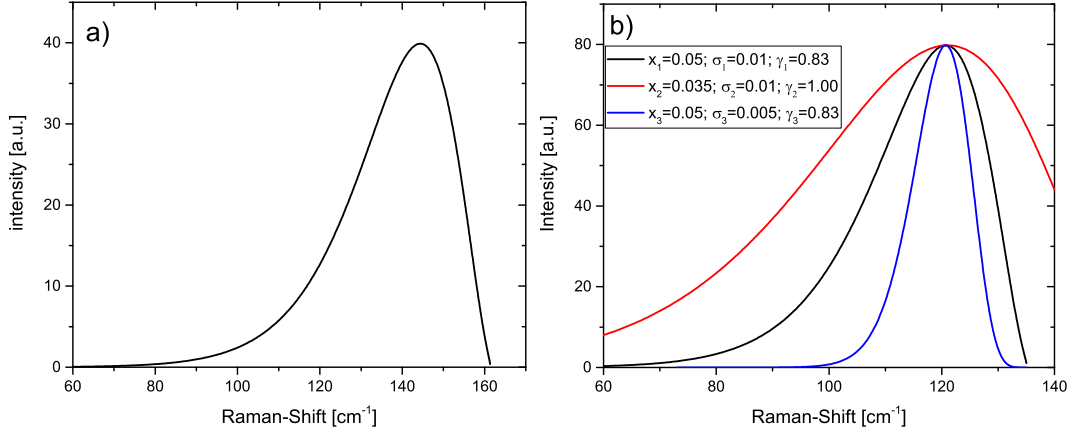 a)
40
30
20
10
0
intensity [a.u.]
60 80 100 120 140 160
Raman-Shift [cm⁻¹]
b)
x₁=0.05; σ₁=0.01; γ₁=0.83
x₂=0.035; σ₂=0.01; γ₂=1.00
x₃=0.05; σ₃=0.005; γ₃=0.83
80
60
40
20
0
Intensity [a.u.]
60 80 100 120 140
Raman-Shift [cm⁻¹]